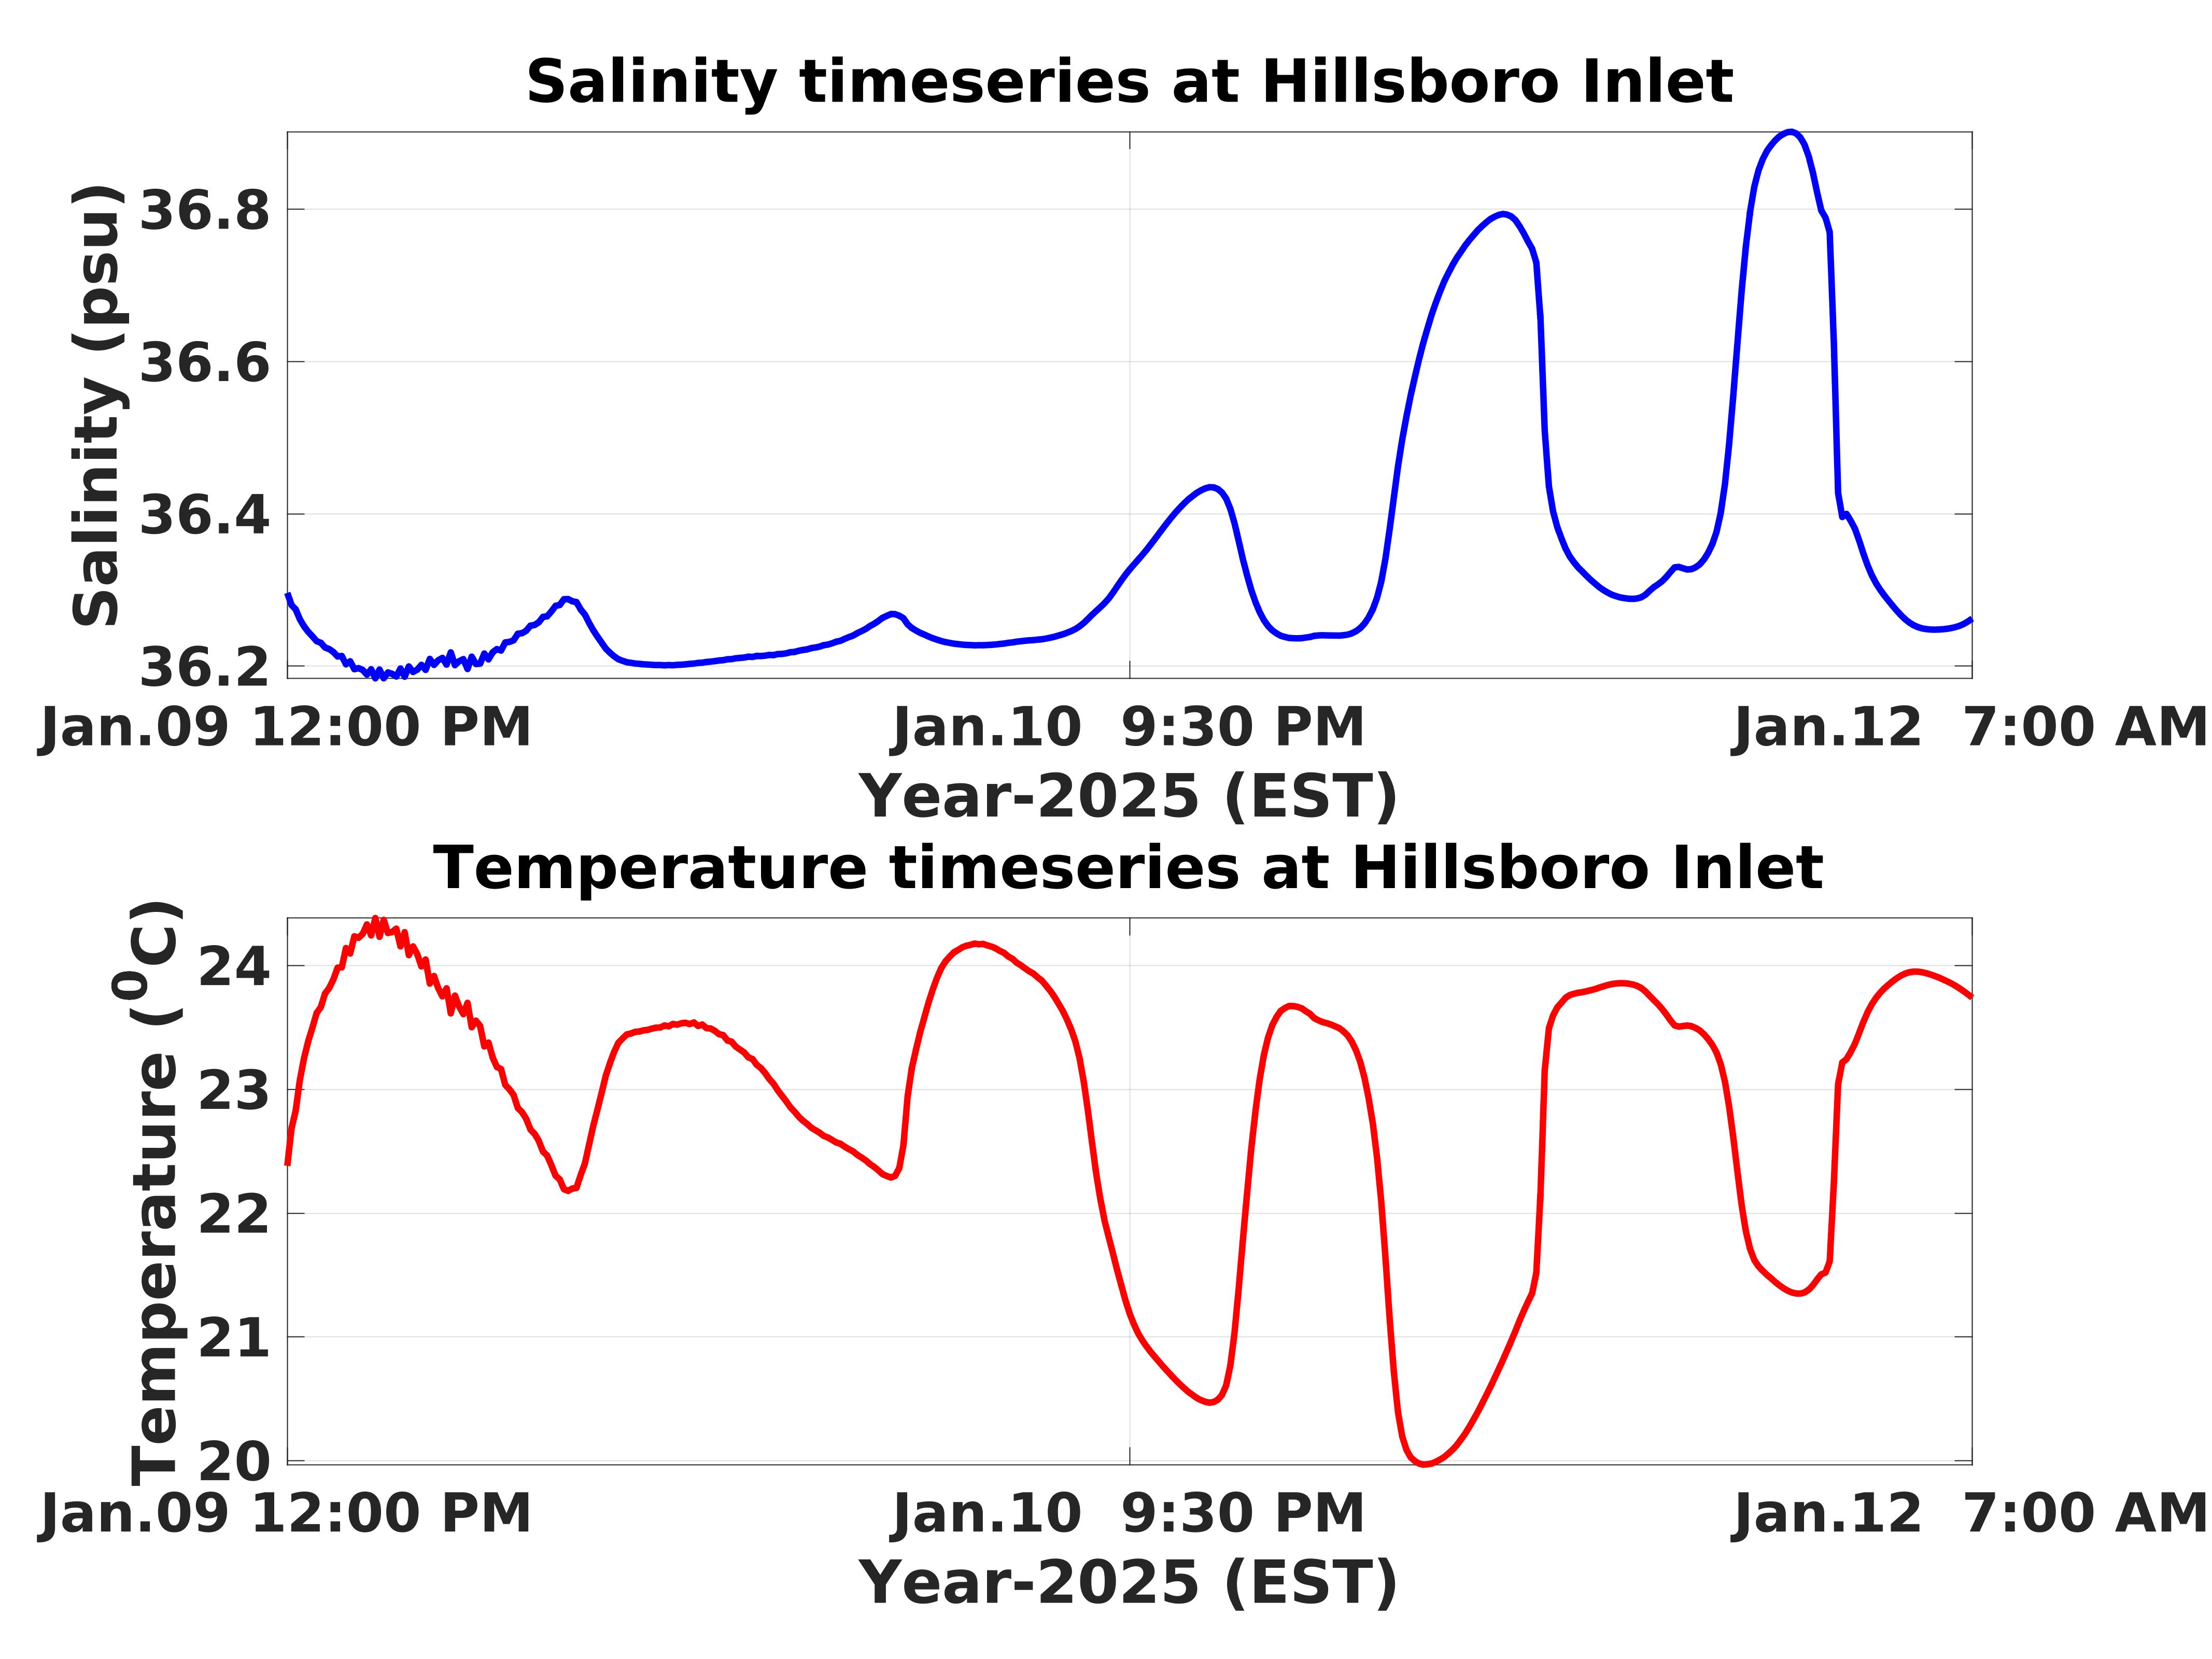 Salinity timeseries at Hillsboro Inlet
Salinity (psu)
36.8
36.6
36.4
36.2
Jan.09 12:00 PM Jan.10  9:30 PM Jan.12  7:00 AM
Year-2025 (EST)
Temperature timeseries at Hillsboro Inlet
Temperature (⁰C)
24
23
22
21
20
Jan.09 12:00 PM Jan.10  9:30 PM Jan.12  7:00 AM
Year-2025 (EST)